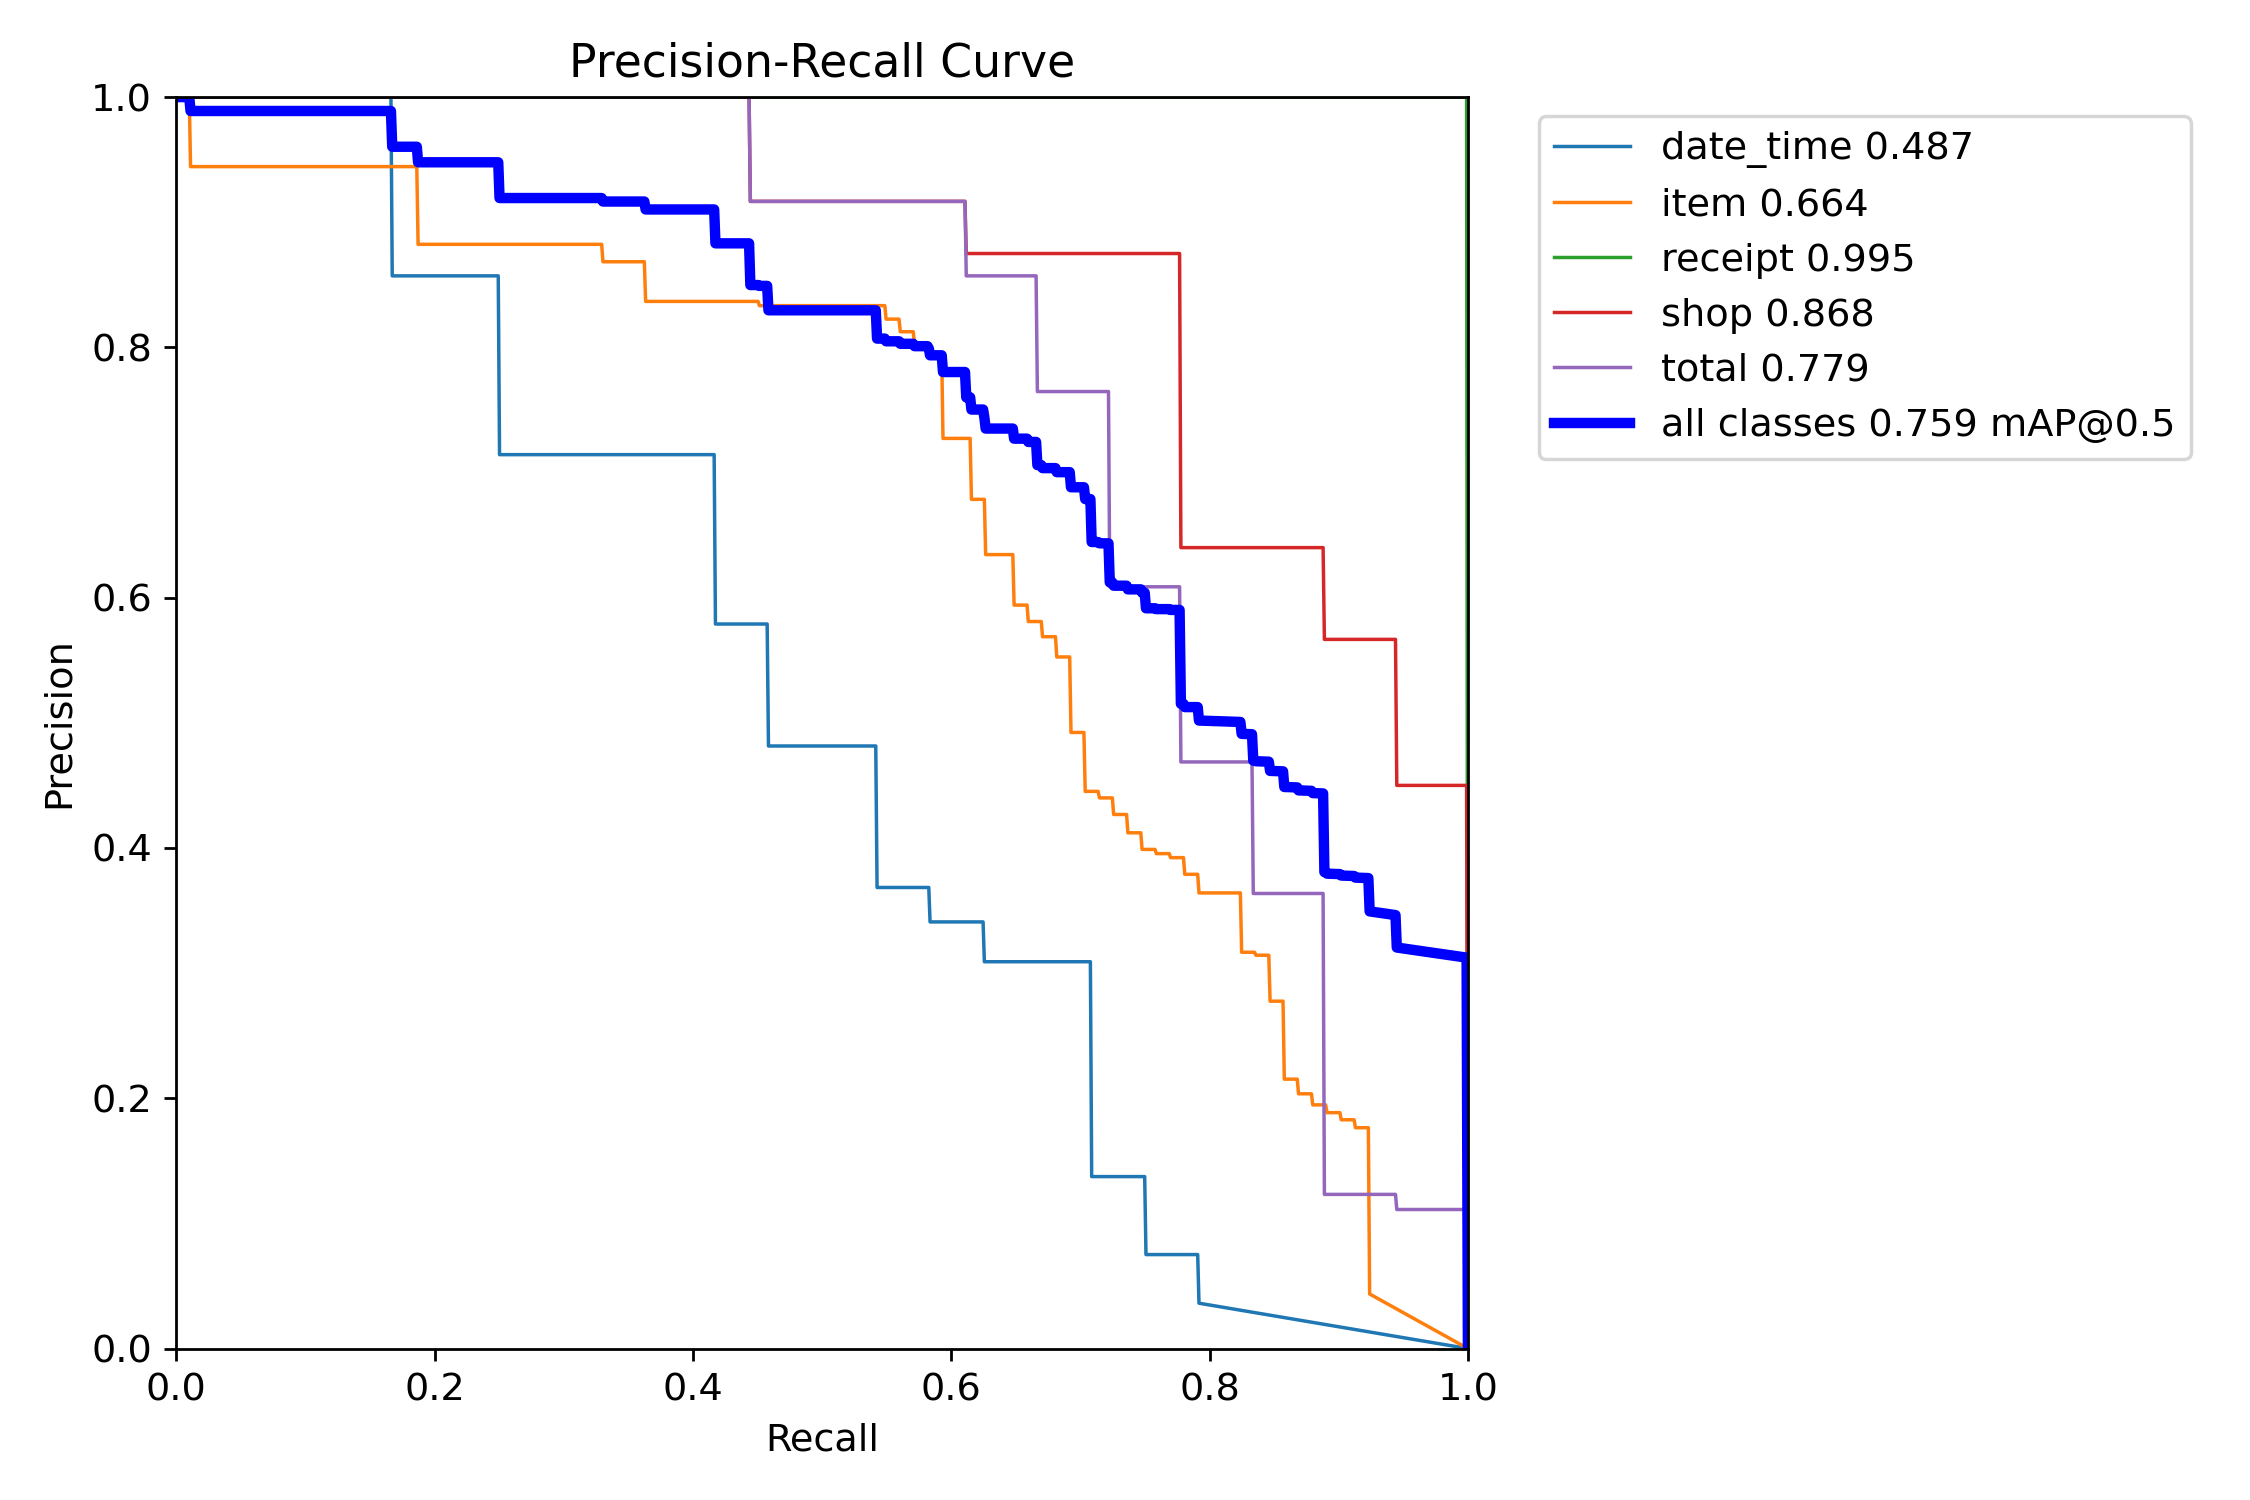 Precision-Recall Curve
1.0
0.8
0.6
0.4
0.2
0.0
Precision
0.0 0.2 0.4 0.6 0.8 1.0
Recall
date_time 0.487
item 0.664
receipt 0.995
shop 0.868
total 0.779
all classes 0.759 mAP@0.5